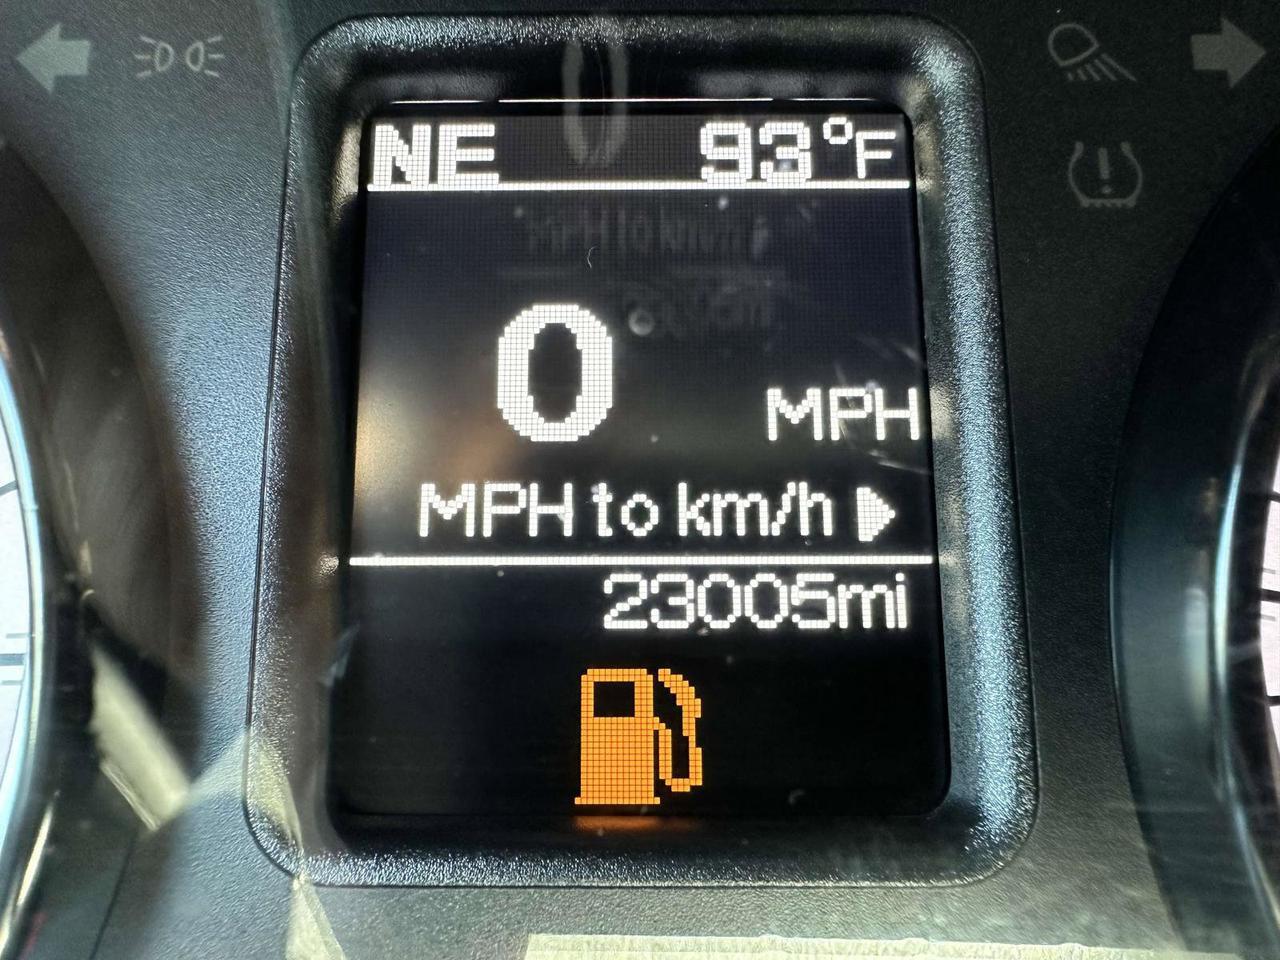 NE 93°F
0 MPH
MPH to km/h
23005mi